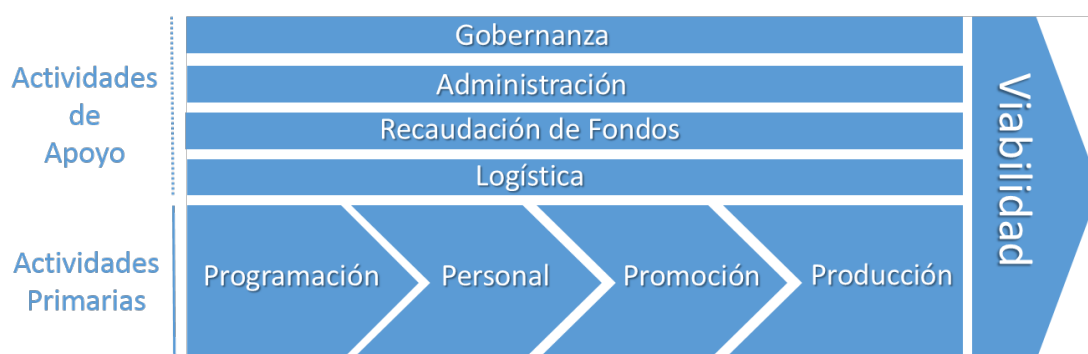 Gobernanza
Administración
Recaudación de Fondos
Logística
Actividades
de
Apoyo
Actividades
Primarias
Programación
Personal
Promoción
Producción
Viabilidad